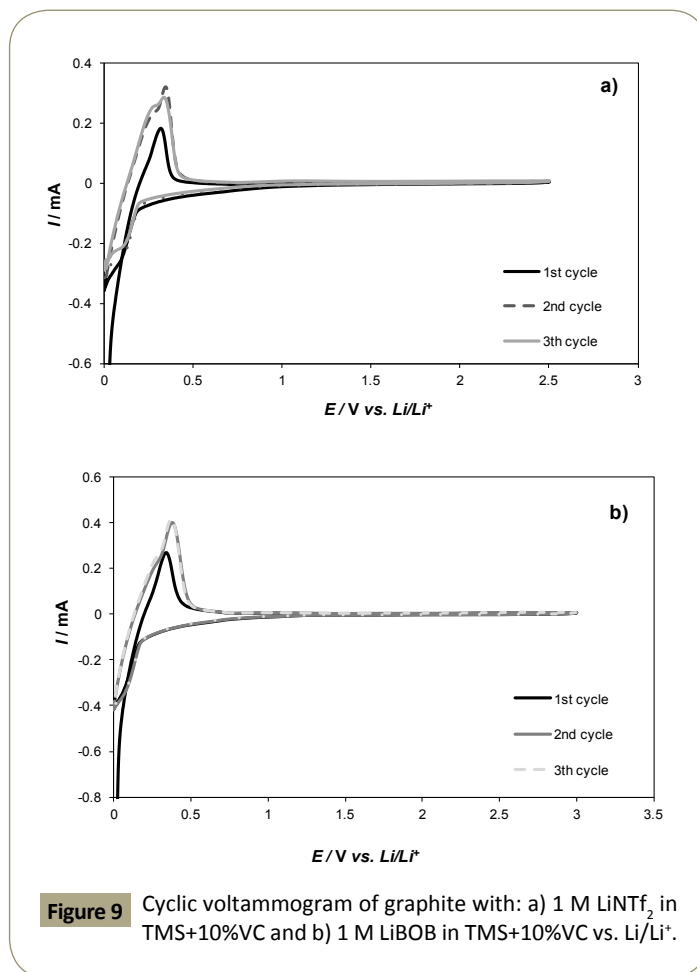 a)
0.4
0.2
0
-0.2
-0.4
-0.6
I / mA
0
0.5
1
1.5
2
2.5
3
E / V vs. Li/Li⁺
1st cycle
2nd cycle
3th cycle
b)
0.6
0.4
0.2
0
-0.2
-0.4
-0.6
-0.8
I / mA
0
0.5
1
1.5
2
2.5
3
3.5
E / V vs. Li/Li⁺
1st cycle
2nd cycle
3th cycle
Figure 9 Cyclic voltammogram of graphite with: a) 1 M LiNTf₂ in
TMS+10%VC and b) 1 M LiBOB in TMS+10%VC vs. Li/Li⁺.